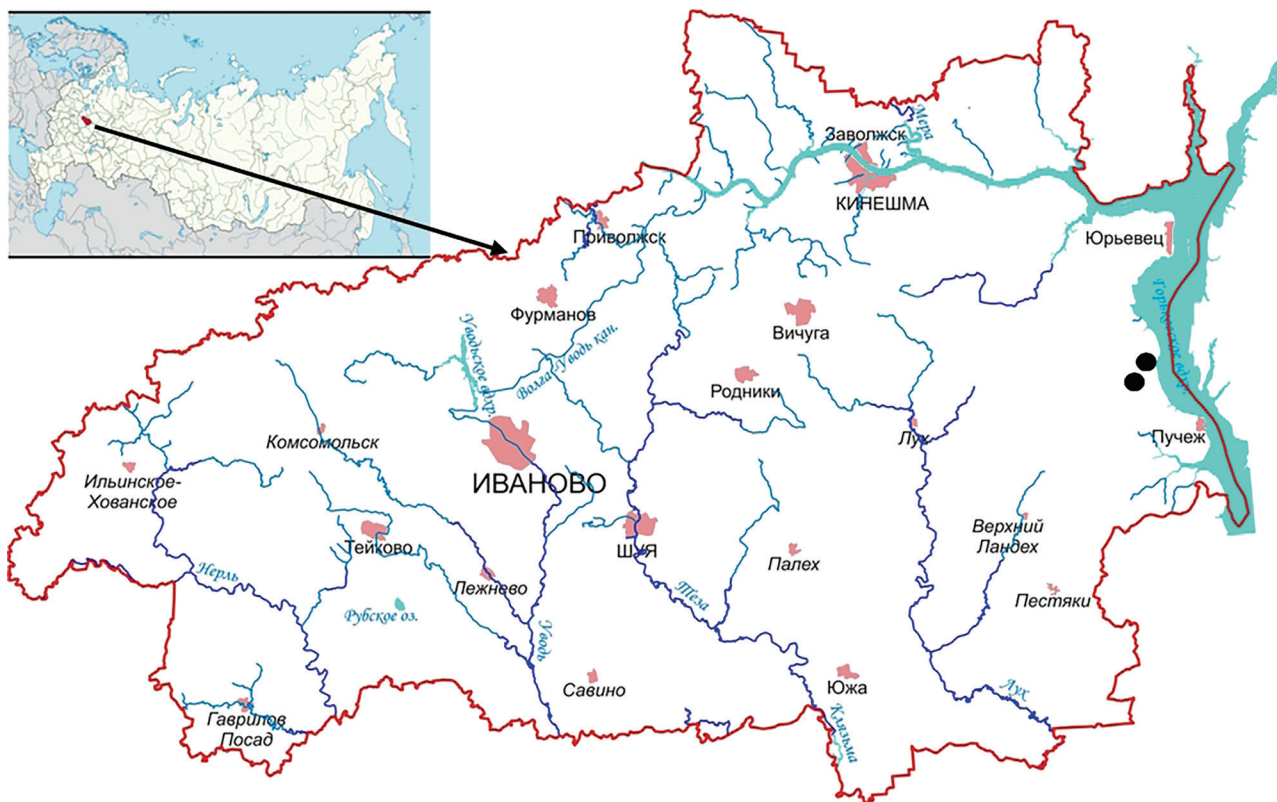 Мера
Заволжск
КИНЕШМА
Приволжск
Юрьевец
Фурманов
Уводьское вдхр.
Волга-Уводь кан.
Вичуга
Горьковское вдхр.
Родники
Комсомольск
Лух
Пучеж
ИВАНОВО
Ильинское-
Хованское
Тейково
ШУЯ
Верхний
Ландех
Палех
Нерль
Лежнево
Теза
Пестяки
Рубское оз.
Уводь
Савино
Южа
Лух
Гаврилов
Посад
Клязьма